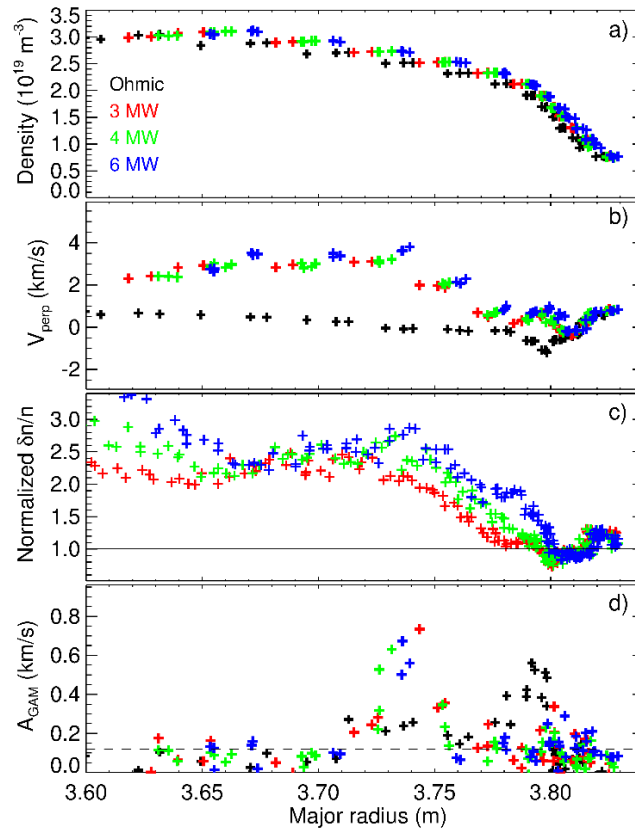 a)
3.5
3.0
2.5
2.0
1.5
1.0
0.5
0.0
Density (10¹⁹ m⁻³)
Ohmic
3 MW
4 MW
6 MW
b)
4
2
0
-2
V_perp (km/s)
c)
3.0
2.5
2.0
1.5
1.0
Normalized δn/n
d)
0.8
0.6
0.4
0.2
0.0
A_GAM (km/s)
3.60 3.65 3.70 3.75 3.80
Major radius (m)